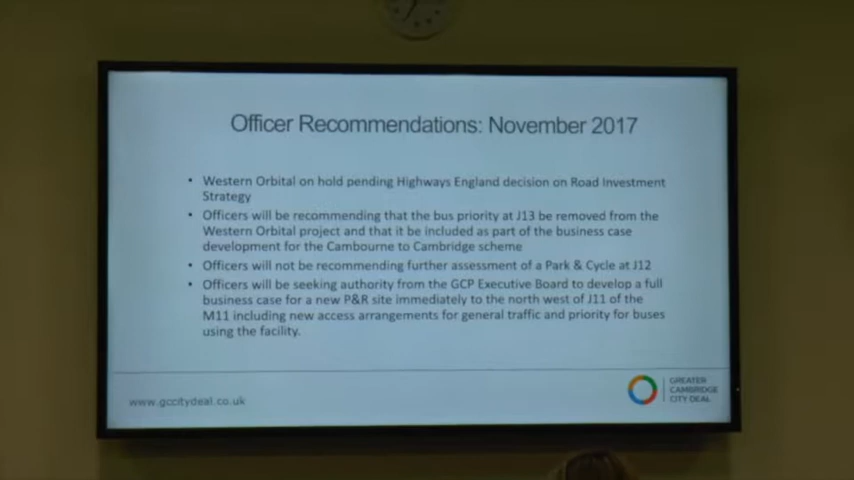 Officer Recommendations: November 2017
• Western Orbital on hold pending Highways England decision on Road Investment
Strategy
• Officers will be recommending that the bus priority at J13 be removed from the
Western Orbital project and that it be included as part of the business case
development for the Cambourne to Cambridge scheme
• Officers will not be recommending further assessment of a Park & Cycle at J12
• Officers will be seeking authority from the GCP Executive Board to develop a full
business case for a new P&R site immediately to the north west of J11 of the
M11 including new access arrangements for general traffic and priority for buses
using the facility.
www.gccitydeal.co.uk
GREATER
CAMBRIDGE
CITY DEAL